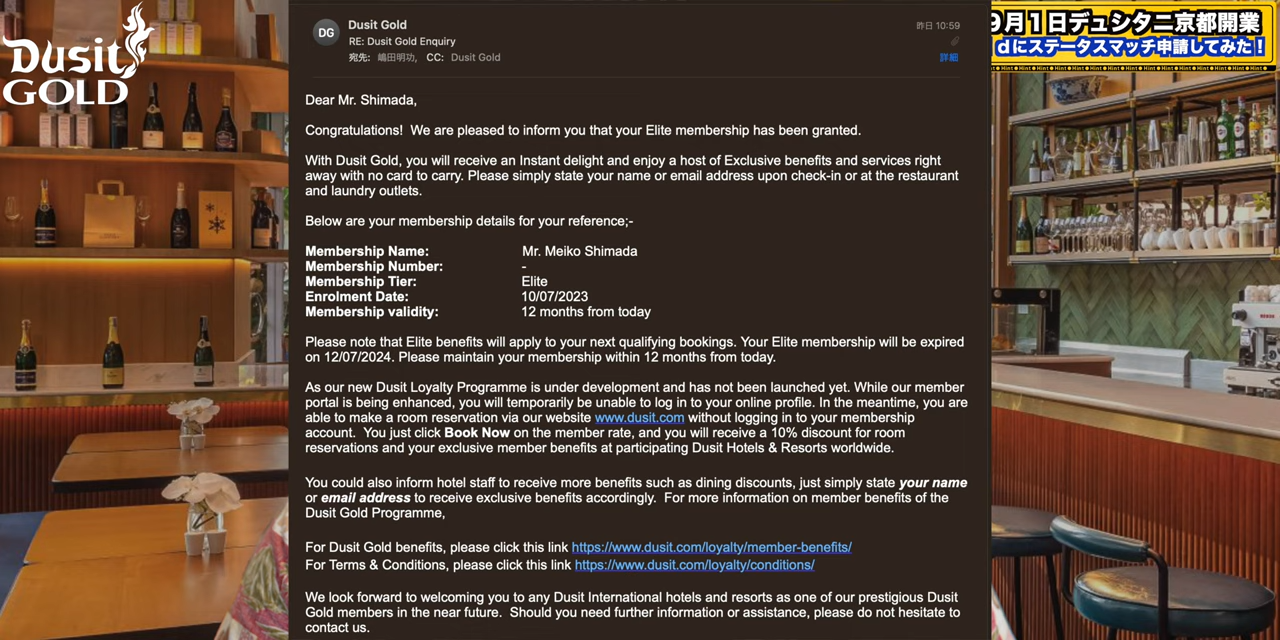 Dusit
GOLD
DG
Dusit Gold
昨日 10:59
RE: Dusit Gold Enquiry
宛先: 嶋田明功, CC: Dusit Gold
詳細
9月1日デュシタニ京都開業
dにステータスマッチ申請してみた!
Dear Mr. Shimada,
Congratulations! We are pleased to inform you that your Elite membership has been granted.
With Dusit Gold, you will receive an Instant delight and enjoy a host of Exclusive benefits and services right
away with no card to carry. Please simply state your name or email address upon check-in or at the restaurant
and laundry outlets.
Below are your membership details for your reference;-
Membership Name: Mr. Meiko Shimada
Membership Number: -
Membership Tier: Elite
Enrolment Date: 10/07/2023
Membership validity: 12 months from today
Please note that Elite benefits will apply to your next qualifying bookings. Your Elite membership will be expired
on 12/07/2024. Please maintain your membership within 12 months from today.
As our new Dusit Loyalty Programme is under development and has not been launched yet. While our member
portal is being enhanced, you will temporarily be unable to log in to your online profile. In the meantime, you are
able to make a room reservation via our website www.dusit.com without logging in to your membership
account. You just click Book Now on the member rate, and you will receive a 10% discount for room
reservations and your exclusive member benefits at participating Dusit Hotels & Resorts worldwide.
You could also inform hotel staff to receive more benefits such as dining discounts, just simply state your name
or email address to receive exclusive benefits accordingly. For more information on member benefits of the
Dusit Gold Programme,
For Dusit Gold benefits, please click this link https://www.dusit.com/loyalty/member-benefits/
For Terms & Conditions, please click this link https://www.dusit.com/loyalty/conditions/
We look forward to welcoming you to any Dusit International hotels and resorts as one of our prestigious Dusit
Gold members in the near future. Should you need further information or assistance, please do not hesitate to
contact us.